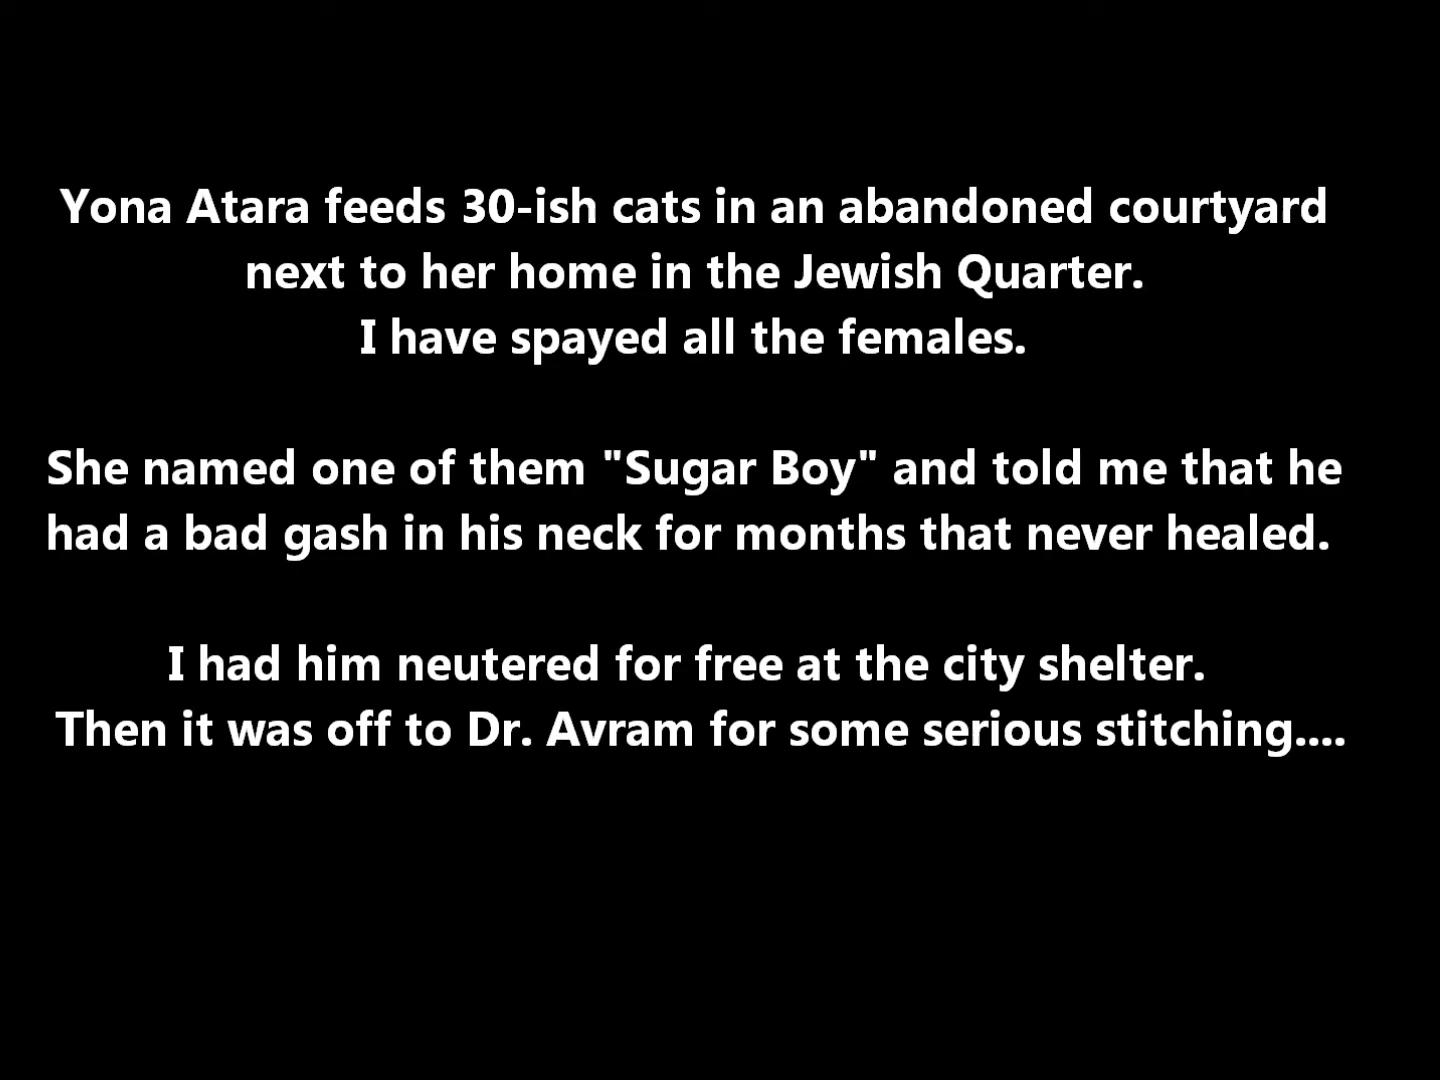 Yona Atara feeds 30-ish cats in an abandoned courtyard
next to her home in the Jewish Quarter.
I have spayed all the females.
She named one of them "Sugar Boy" and told me that he
had a bad gash in his neck for months that never healed.
I had him neutered for free at the city shelter.
Then it was off to Dr. Avram for some serious stitching....